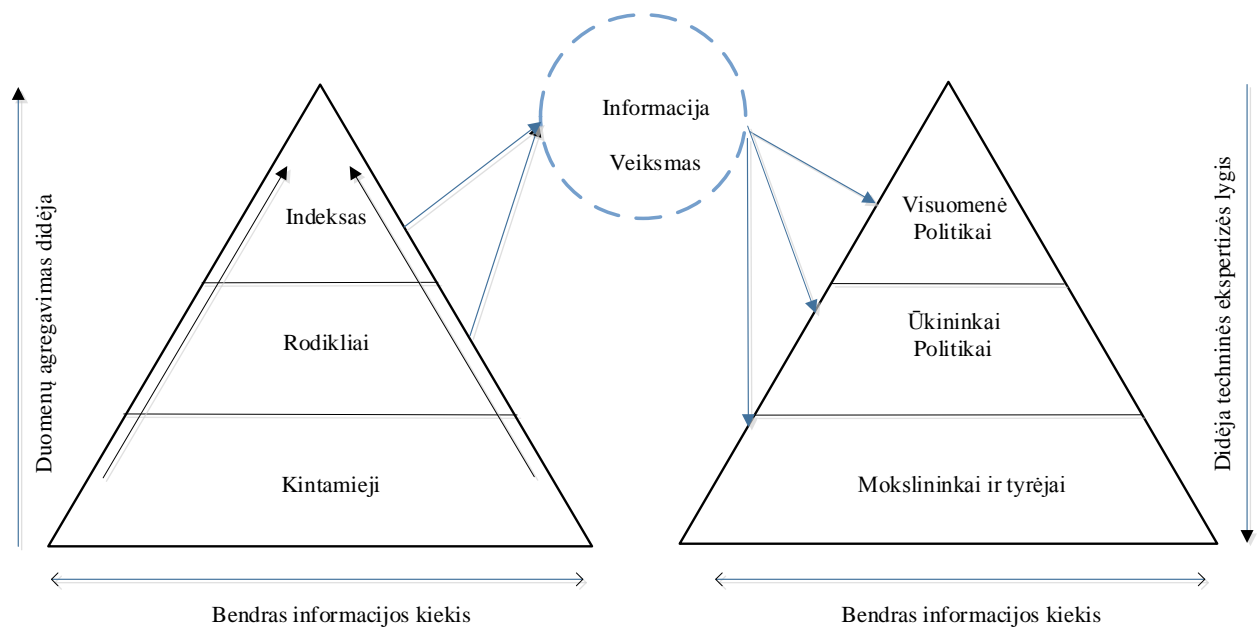 Duomenų agregavimas didėja
Indeksas
Rodikliai
Kintamieji
Bendras informacijos kiekis
Informacija
Veiksmas
Visuomenė
Politikai
Ūkininkai
Politikai
Mokslininkai ir tyrėjai
Bendras informacijos kiekis
Didėja techninės ekspertizės lygis